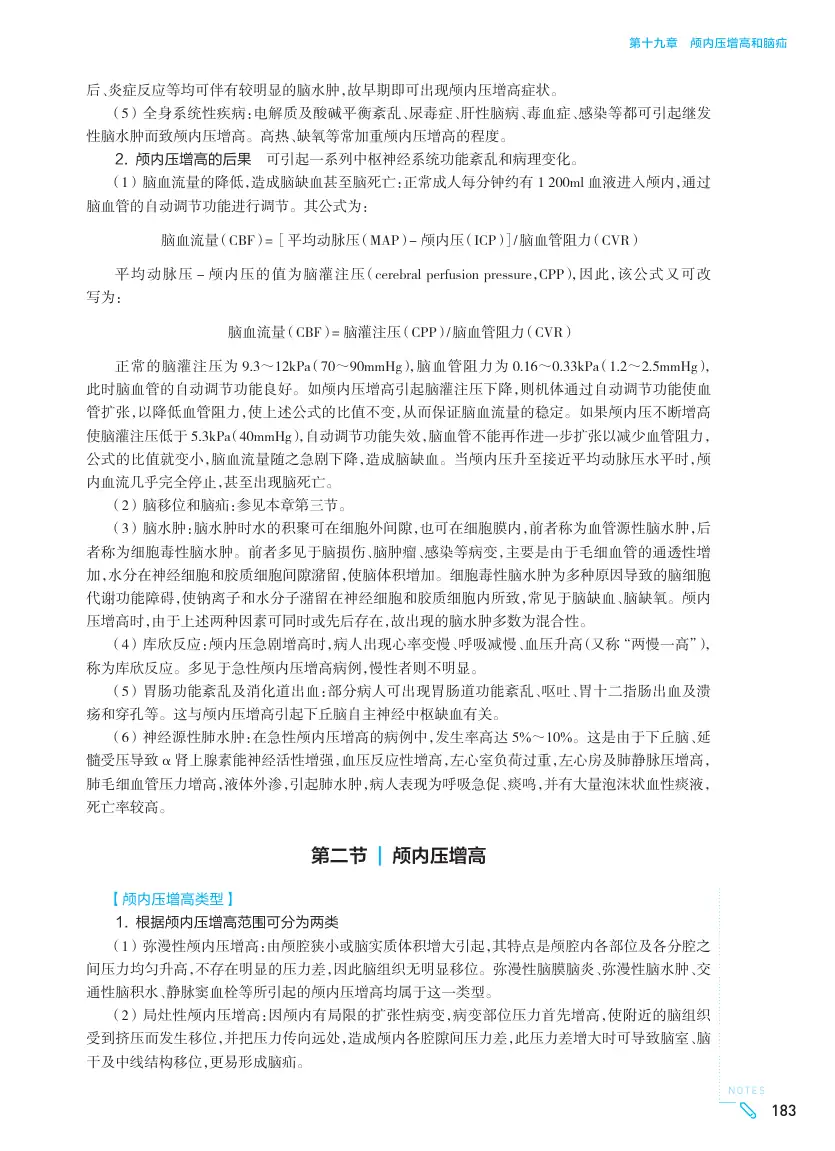 第十九章 颅内压增高和脑疝
后、炎症反应等均可伴有较明显的脑水肿,故早期即可出现颅内压增高症状。
（5）全身系统性疾病:电解质及酸碱平衡紊乱、尿毒症、肝性脑病、毒血症、感染等都可引起继发
性脑水肿而致颅内压增高。高热、缺氧等常加重颅内压增高的程度。
2. 颅内压增高的后果 可引起一系列中枢神经系统功能紊乱和病理变化。
（1）脑血流量的降低,造成脑缺血甚至脑死亡:正常成人每分钟约有 1 200ml 血液进入颅内,通过
脑血管的自动调节功能进行调节。其公式为:
脑血流量（CBF）=［平均动脉压（MAP）– 颅内压（ICP）］/脑血管阻力（CVR）
平均动脉压 – 颅内压的值为脑灌注压（cerebral perfusion pressure,CPP）,因此,该公式又可改
写为:
脑血流量（CBF）= 脑灌注压（CPP）/脑血管阻力（CVR）
正常的脑灌注压为 9.3～12kPa（70～90mmHg）,脑血管阻力为 0.16～0.33kPa（1.2～2.5mmHg）,
此时脑血管的自动调节功能良好。如颅内压增高引起脑灌注压下降,则机体通过自动调节功能使血
管扩张,以降低血管阻力,使上述公式的比值不变,从而保证脑血流量的稳定。如果颅内压不断增高
使脑灌注压低于 5.3kPa（40mmHg）,自动调节功能失效,脑血管不能再作进一步扩张以减少血管阻力,
公式的比值就变小,脑血流量随之急剧下降,造成脑缺血。当颅内压升至接近平均动脉压水平时,颅
内血流几乎完全停止,甚至出现脑死亡。
（2）脑移位和脑疝:参见本章第三节。
（3）脑水肿:脑水肿时水的积聚可在细胞外间隙,也可在细胞膜内,前者称为血管源性脑水肿,后
者称为细胞毒性脑水肿。前者多见于脑损伤、脑肿瘤、感染等病变,主要是由于毛细血管的通透性增
加,水分在神经细胞和胶质细胞间隙潴留,使脑体积增加。细胞毒性脑水肿为多种原因导致的脑细胞
代谢功能障碍,使钠离子和水分子潴留在神经细胞和胶质细胞内所致,常见于脑缺血、脑缺氧。颅内
压增高时,由于上述两种因素可同时或先后存在,故出现的脑水肿多数为混合性。
（4）库欣反应:颅内压急剧增高时,病人出现心率变慢、呼吸减慢、血压升高（又称“两慢一高”）,
称为库欣反应。多见于急性颅内压增高病例,慢性者则不明显。
（5）胃肠功能紊乱及消化道出血:部分病人可出现胃肠道功能紊乱、呕吐、胃十二指肠出血及溃
疡和穿孔等。这与颅内压增高引起下丘脑自主神经中枢缺血有关。
（6）神经源性肺水肿:在急性颅内压增高的病例中,发生率高达 5%～10%。这是由于下丘脑、延
髓受压导致 α 肾上腺素能神经活性增强,血压反应性增高,左心室负荷过重,左心房及肺静脉压增高,
肺毛细血管压力增高,液体外渗,引起肺水肿,病人表现为呼吸急促、痰鸣,并有大量泡沫状血性痰液,
死亡率较高。
第二节 | 颅内压增高
【颅内压增高类型】
1. 根据颅内压增高范围可分为两类
（1）弥漫性颅内压增高:由颅腔狭小或脑实质体积增大引起,其特点是颅腔内各部位及各分腔之
间压力均匀升高,不存在明显的压力差,因此脑组织无明显移位。弥漫性脑膜脑炎、弥漫性脑水肿、交
通性脑积水、静脉窦血栓等所引起的颅内压增高均属于这一类型。
（2）局灶性颅内压增高:因颅内有局限的扩张性病变,病变部位压力首先增高,使附近的脑组织
受到挤压而发生移位,并把压力传向远处,造成颅内各腔隙间压力差,此压力差增大时可导致脑室、脑
干及中线结构移位,更易形成脑疝。
NOTES
183